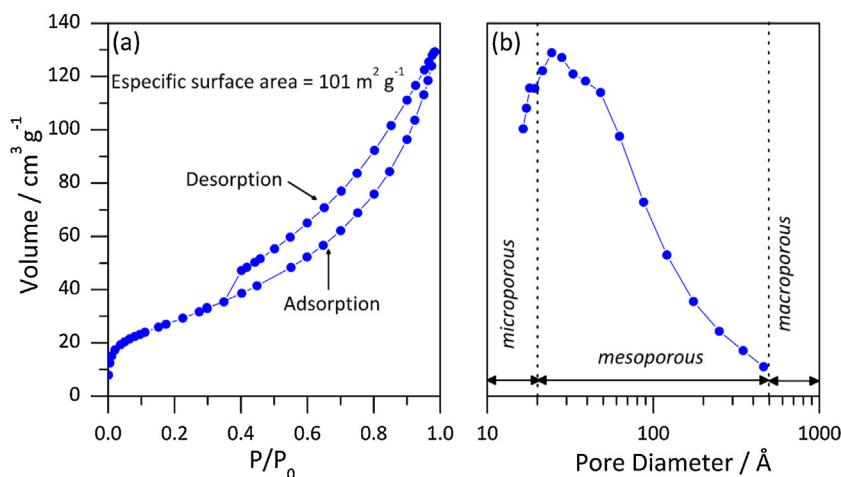 (a)
Especific surface area = 101 m² g⁻¹
Desorption
Adsorption
Volume / cm³ g⁻¹
140
120
100
80
60
40
20
0
0.0 0.2 0.4 0.6 0.8 1.0
P/P₀
(b)
microporous
mesoporous
macroporous
10 100 1000
Pore Diameter / Å